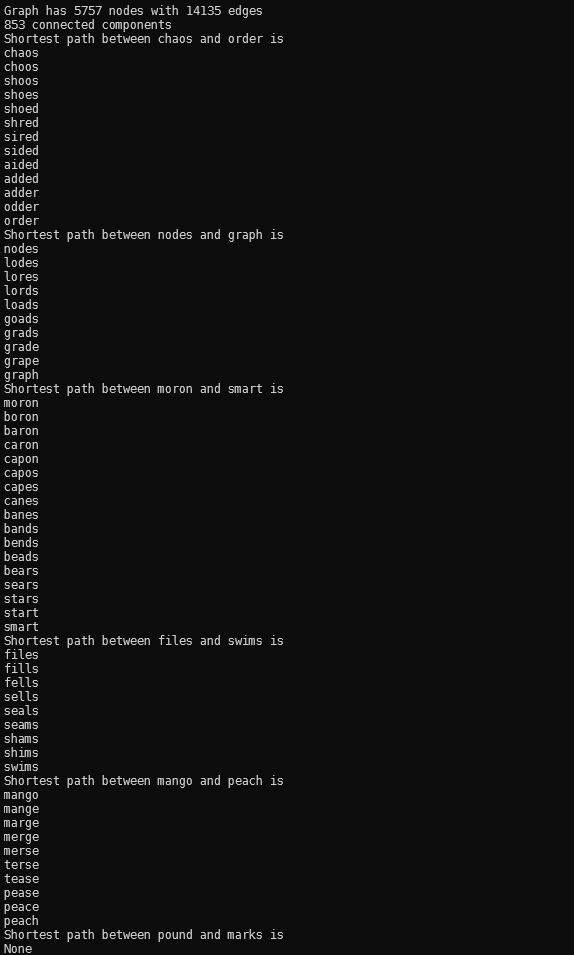 Graph has 5757 nodes with 14135 edges
853 connected components
Shortest path between chaos and order is
chaos
choos
shoos
shoes
shoed
shred
sired
sided
aided
added
adder
odder
order
Shortest path between nodes and graph is
nodes
lodes
lores
lords
loads
goads
grads
grade
grape
graph
Shortest path between moron and smart is
moron
boron
baron
caron
capon
capos
capes
canes
banes
bands
bends
beads
bears
sears
stars
start
smart
Shortest path between files and swims is
files
fills
fells
sells
seals
seams
shams
shims
swims
Shortest path between mango and peach is
mango
mange
marge
merge
merse
terse
tease
pease
peace
peach
Shortest path between pound and marks is
None